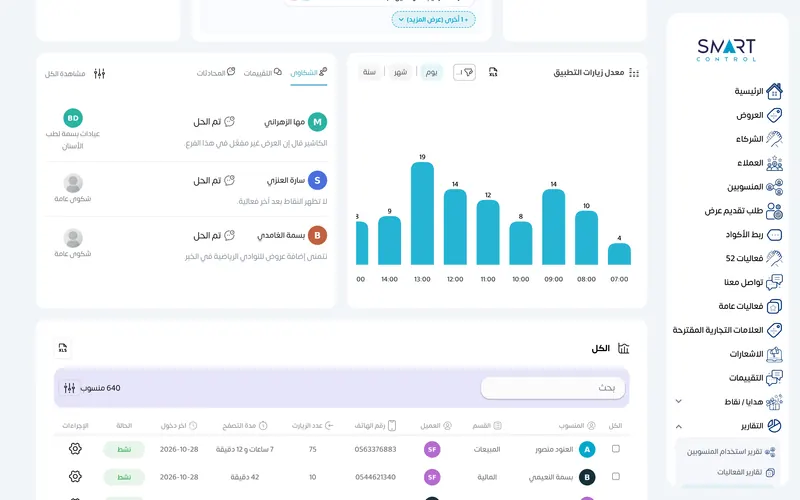 SMART
CONTROL
الرئيسية
العروض
الشركاء
العملاء
المنسوبين
طلب تقديم عرض
ربط الأكواد
فعاليات 52
تواصل معنا
فعاليات عامة
العلامات التجارية المقترحة
الاشعارات
التقييمات
هدايا / نقاط
التقارير
تقرير استخدام المنسوبين
تقارير الفعاليات
+ 1 أخرى (عرض المزيد)
معدل زيارات التطبيق
XLS
يوم
شهر
سنة
4
10
14
8
12
14
19
9
07:00
08:00
09:00
10:00
11:00
12:00
13:00
14:00
الشكاوى
التقييمات
المحادثات
مشاهدة الكل
M
مها الزهراني
تم الحل
الكاشير قال إن العرض غير مفعّل في هذا الفرع.
BD
عيادات بسمة لطب الأسنان
S
سارة العنزي
تم الحل
لا تظهر النقاط بعد آخر فعالية.
شكوى عامة
B
بسمة الغامدي
تم الحل
نتمنى إضافة عروض للنوادي الرياضية في الخبر
شكوى عامة
الكل
XLS
بحث
640 منسوب
الكل
المنسوب
القسم
العميل
رقم الهاتف
عدد الزيارت
مدة التصفح
اخر دخول
الحالة
الإجراءات
A العنود منصور المبيعات SF 0563376883 75 7 ساعات و 12 دقيقة 2026-10-28 نشط
B بسمة النعيمي المالية SF 0544621340 10 42 دقيقة 2026-10-28 نشط